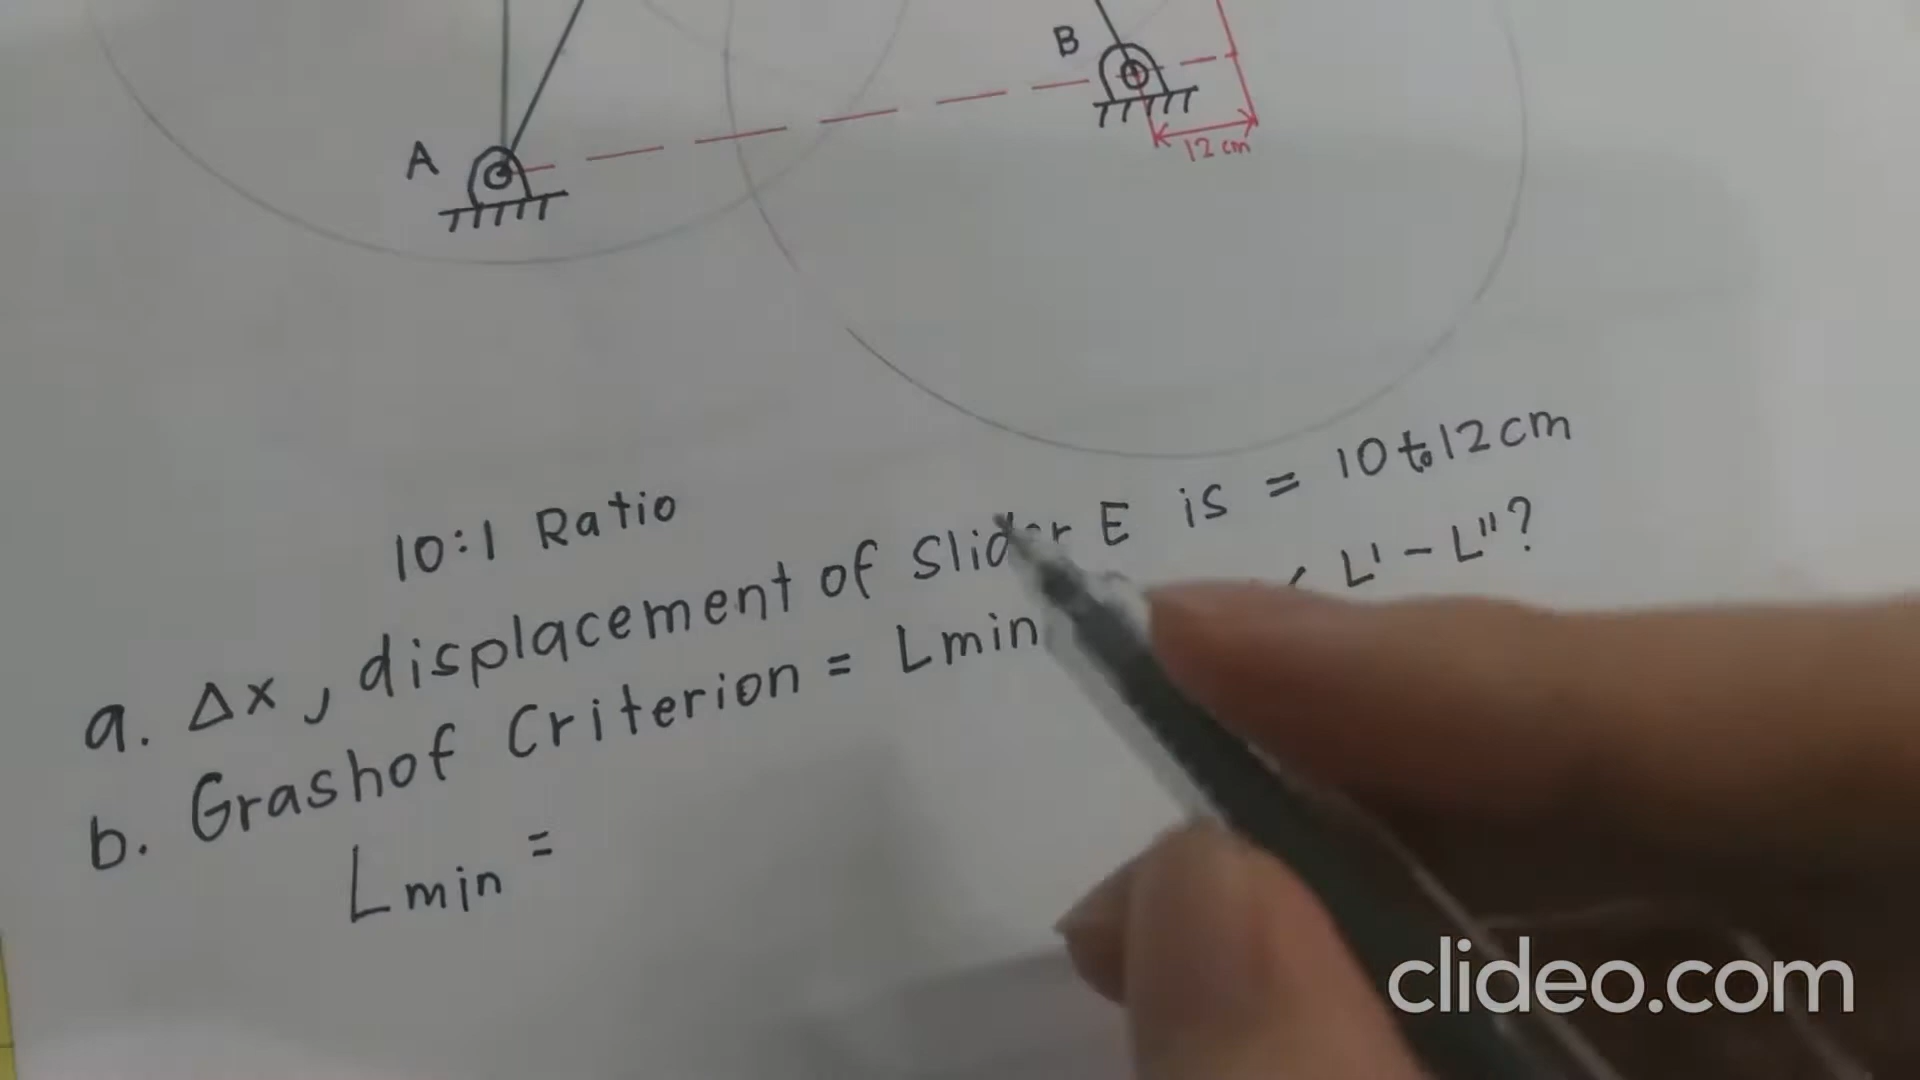 B
A
12 cm
10:1 Ratio
a. Δx, displacement of Slider E is = 10 to 12 cm
b. Grashof Criterion = Lmin L' - L"?
Lmin =
clideo.com